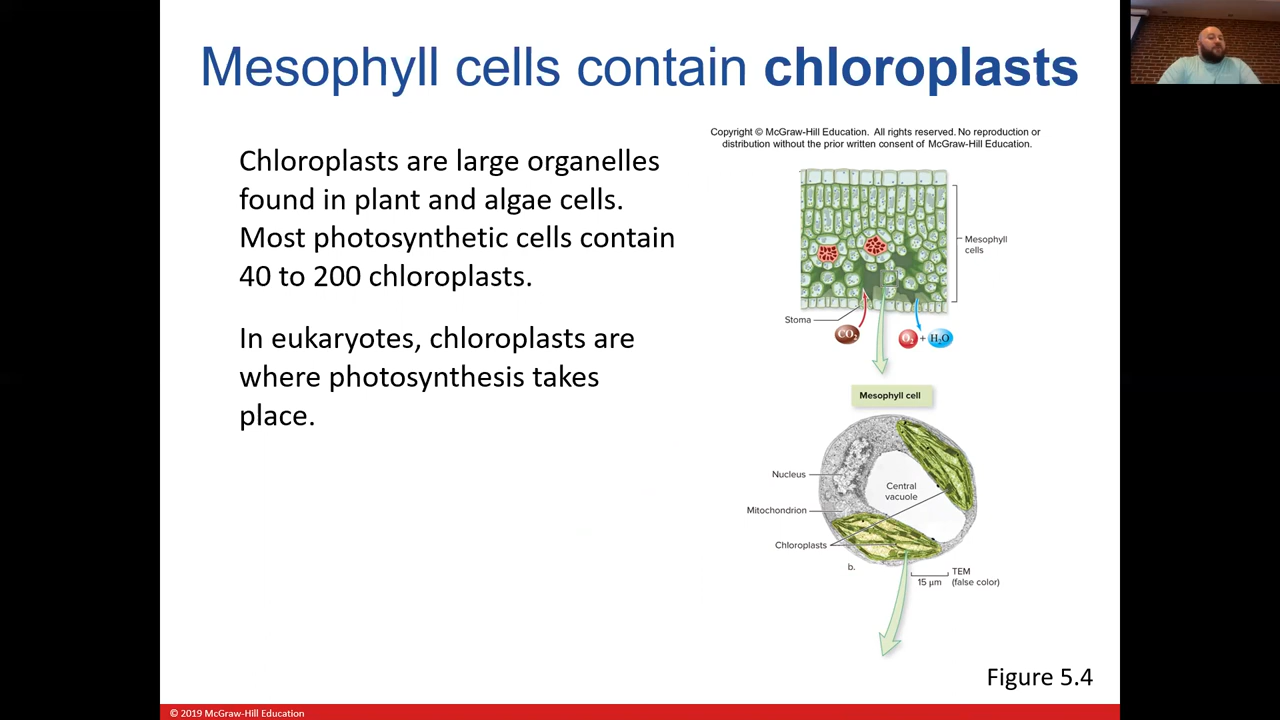 Mesophyll cells contain chloroplasts
Chloroplasts are large organelles
found in plant and algae cells.
Most photosynthetic cells contain
40 to 200 chloroplasts.
In eukaryotes, chloroplasts are
where photosynthesis takes
place.
Copyright © McGraw-Hill Education. All rights reserved. No reproduction or
distribution without the prior written consent of McGraw-Hill Education.
Mesophyll
cells
Stoma
CO2
O2 + H2O
Mesophyll cell
Nucleus
Central
vacuole
Mitochondrion
Chloroplasts
b.
15 µm
TEM
(false color)
Figure 5.4
© 2019 McGraw-Hill Education